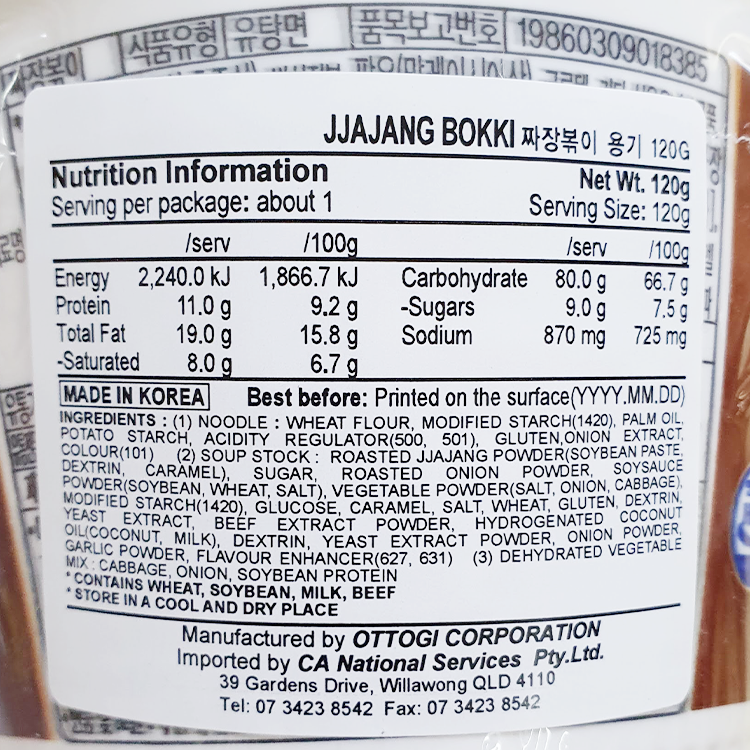 짜장볶이 식품유형 유탕면 품목보고번호 19860309018385
JJAJANG BOKKI 짜장볶이 용기 120G
Nutrition Information Net Wt. 120g
Serving per package: about 1 Serving Size: 120g
/serv /100g /serv /100g
Energy 2,240.0 kJ 1,866.7 kJ Carbohydrate 80.0 g 66.7 g
Protein 11.0 g 9.2 g -Sugars 9.0 g 7.5 g
Total Fat 19.0 g 15.8 g Sodium 870 mg 725 mg
-Saturated 8.0 g 6.7 g
MADE IN KOREA Best before: Printed on the surface(YYYY.MM.DD)
INGREDIENTS : (1) NOODLE : WHEAT FLOUR, MODIFIED STARCH(1420), PALM OIL,
POTATO STARCH, ACIDITY REGULATOR(500, 501), GLUTEN,ONION EXTRACT,
COLOUR(101) (2) SOUP STOCK : ROASTED JJAJANG POWDER(SOYBEAN PASTE,
DEXTRIN, CARAMEL), SUGAR, ROASTED ONION POWDER, SOYSAUCE
POWDER(SOYBEAN, WHEAT, SALT), VEGETABLE POWDER(SALT, ONION, CABBAGE),
MODIFIED STARCH(1420), GLUCOSE, CARAMEL, SALT, WHEAT, GLUTEN, DEXTRIN,
YEAST EXTRACT, BEEF EXTRACT POWDER, HYDROGENATED COCONUT
OIL(COCONUT, MILK), DEXTRIN, YEAST EXTRACT POWDER, ONION POWDER,
GARLIC POWDER, FLAVOUR ENHANCER(627, 631) (3) DEHYDRATED VEGETABLE
MIX : CABBAGE, ONION, SOYBEAN PROTEIN
* CONTAINS WHEAT, SOYBEAN, MILK, BEEF
* STORE IN A COOL AND DRY PLACE
Manufactured by OTTOGI CORPORATION
Imported by CA National Services Pty.Ltd.
39 Gardens Drive, Willawong QLD 4110
Tel: 07 3423 8542 Fax: 07 3423 8542